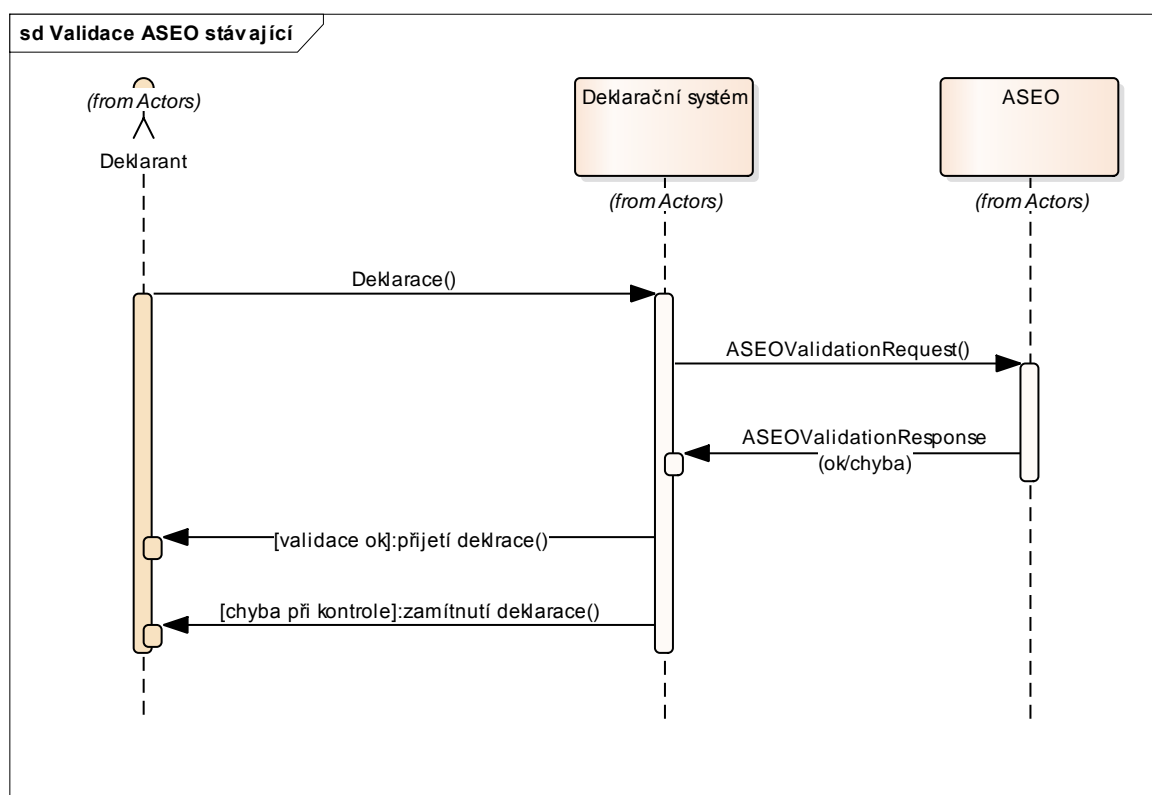 sd Validace ASEO stávající
(from Actors)
Deklarant
Deklarační systém
(from Actors)
ASEO
(from Actors)
Deklarace()
ASEOValidationRequest()
ASEOValidationResponse
(ok/chyba)
[validace ok]:přijetí deklrace()
[chyba při kontrole]:zamítnutí deklarace()